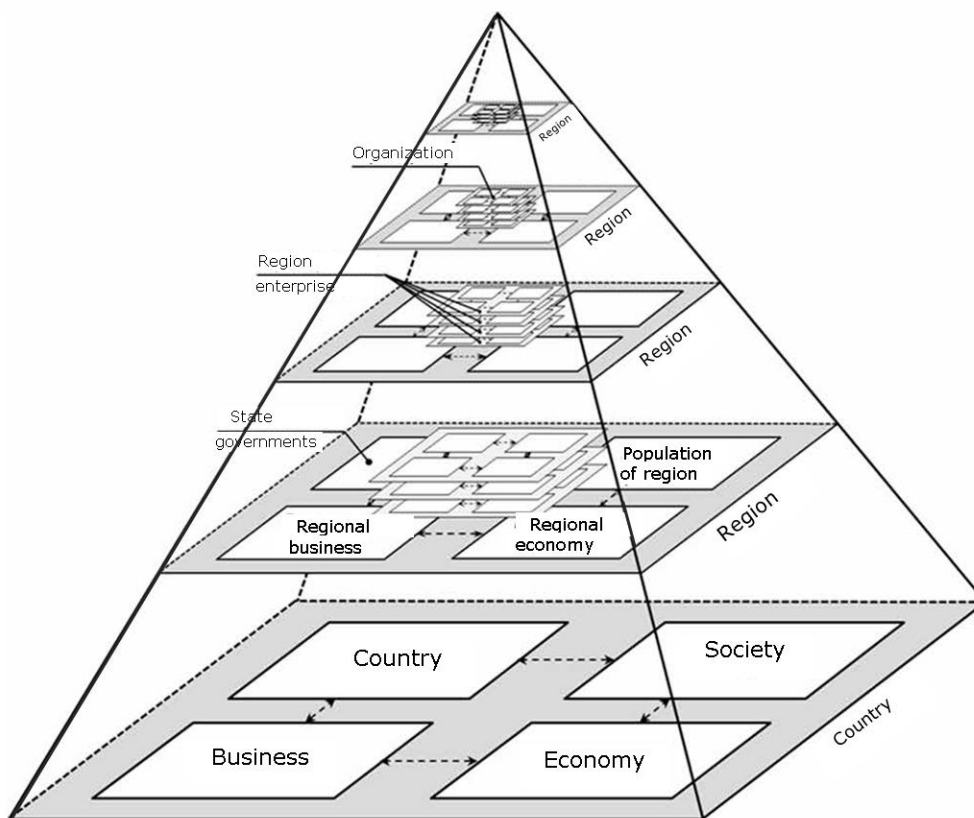 Region
Organization
Region
Region
enterprise
Region
State
governments
Population
of region
Regional
business
Regional
economy
Region
Country
Society
Business
Economy
Country